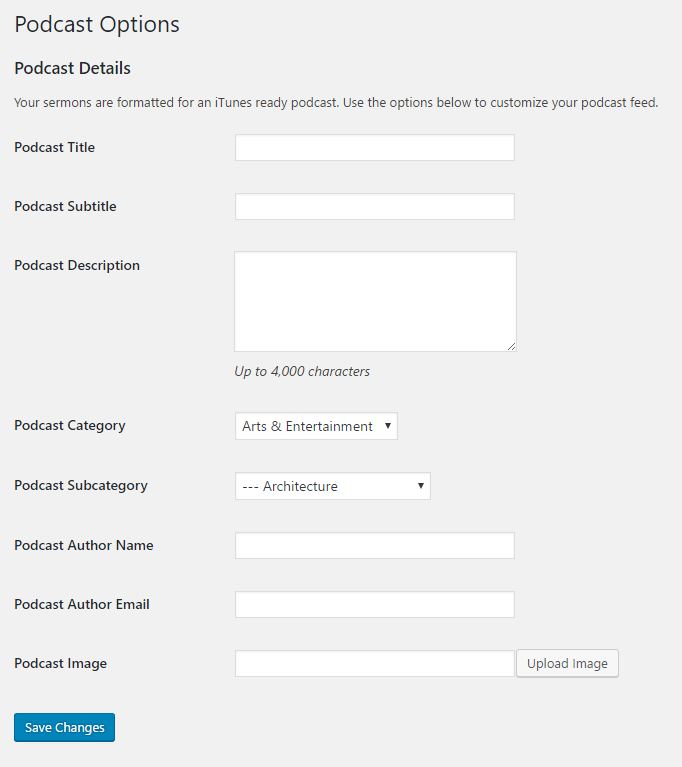 Podcast Options
Podcast Details
Your sermons are formatted for an iTunes ready podcast. Use the options below to customize your podcast feed.
Podcast Title
Podcast Subtitle
Podcast Description
Up to 4,000 characters
Podcast Category Arts & Entertainment
Podcast Subcategory --- Architecture
Podcast Author Name
Podcast Author Email
Podcast Image Upload Image
Save Changes